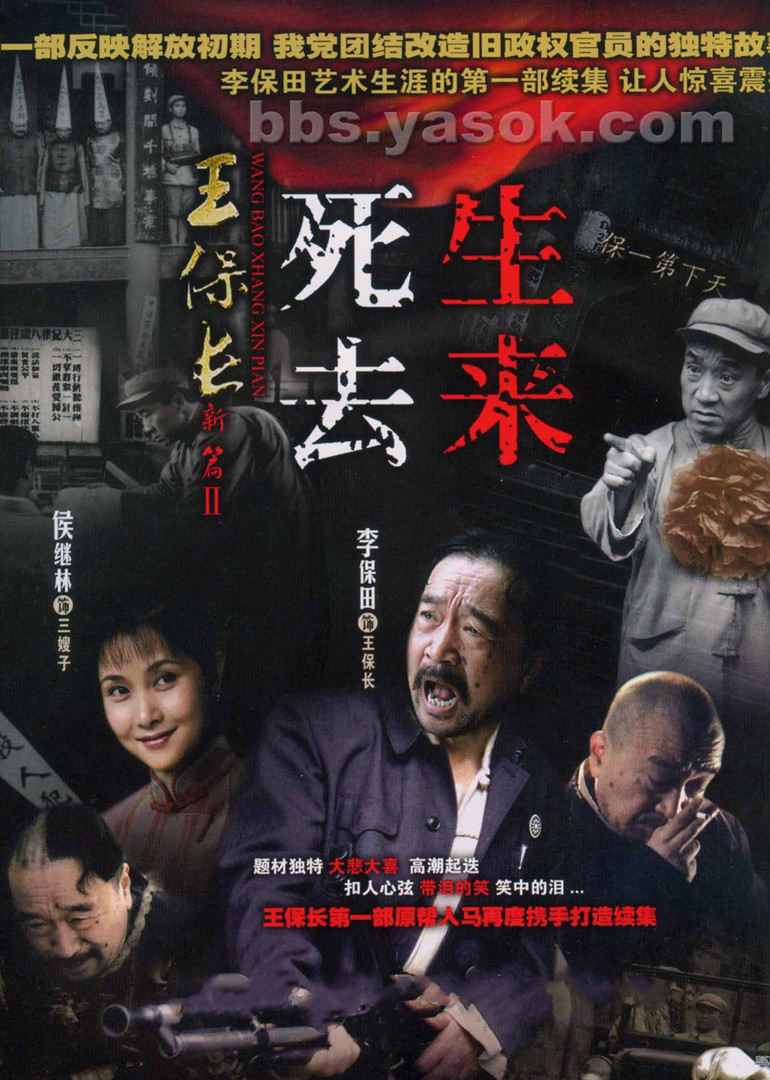 一部反映解放初期 我党团结改造旧政权官员的独特故事
李保田艺术生涯的第一部续集 让人惊喜震
bbs.yasok.com
王保长
新篇II
WANG BAO XHANG XIN PIAN
生来
死去
保一第下天
侯继林
饰
三嫂子
李保田
饰
王保长
题材独特 大悲大喜 高潮起迭
扣人心弦 带泪的笑 笑中的泪...
王保长第一部原帮人马再度携手打造续集